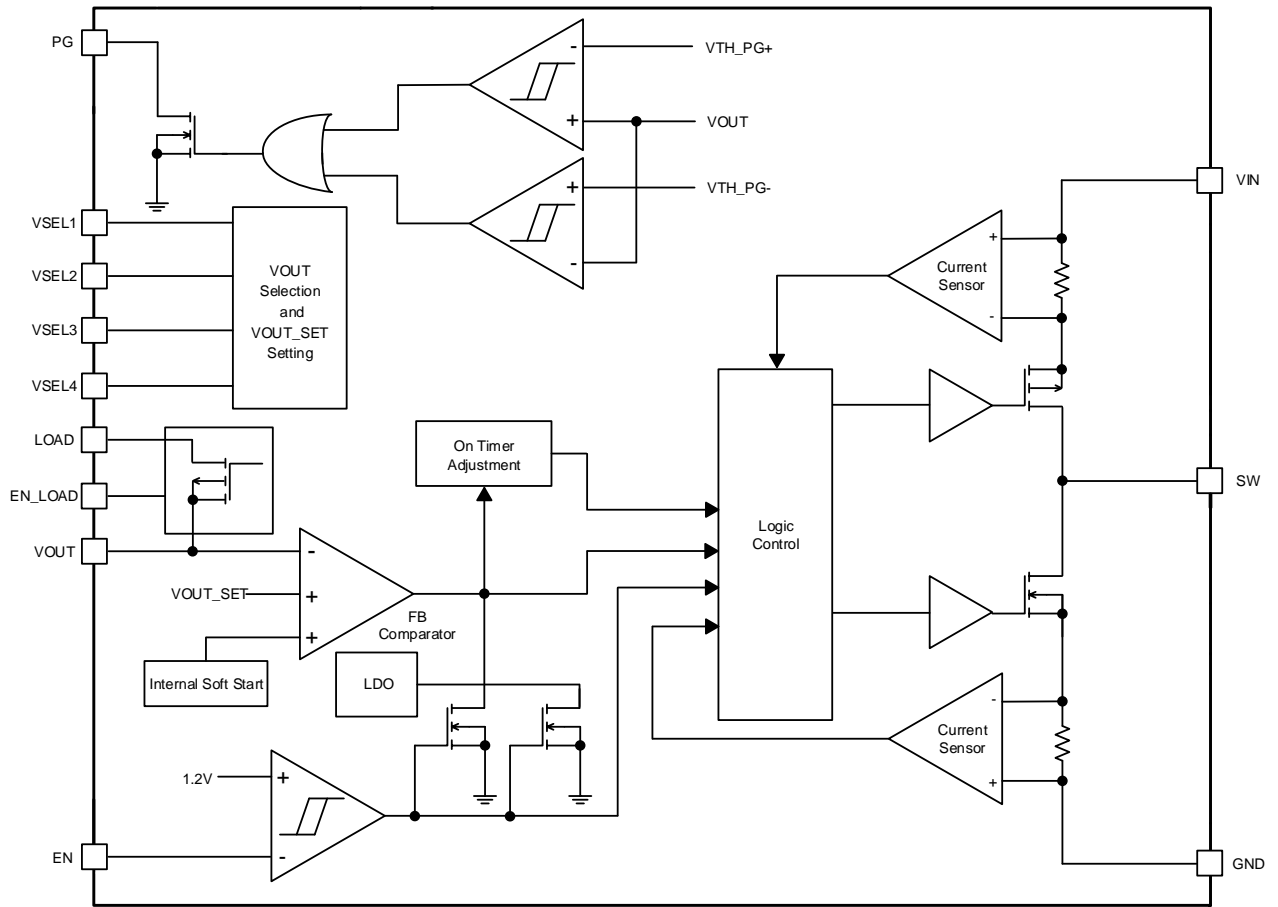 PG
VTH_PG+
VOUT
VTH_PG-
VIN
VSEL1
VSEL2
VSEL3
VSEL4
VOUT
Selection
and
VOUT_SET
Setting
+
-
Current
Sensor
LOAD
EN_LOAD
VOUT
On Timer
Adjustment
Logic
Control
SW
-
+
+
VOUT_SET
FB
Comparator
Internal Soft Start
LDO
-
+
Current
Sensor
1.2V
+
-
EN
GND
-
+
+
-